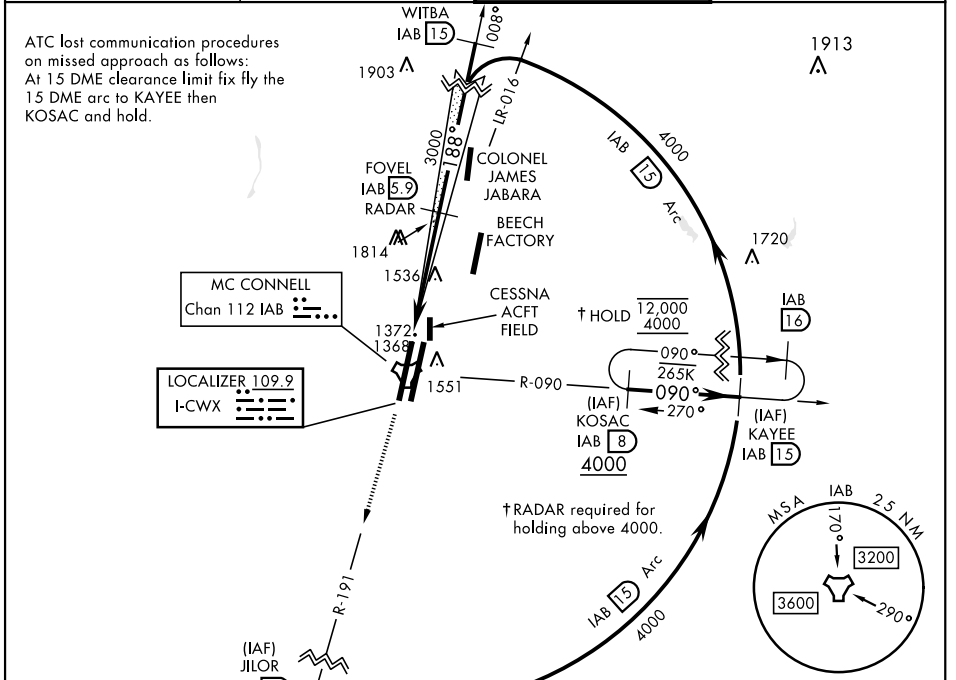 ATC lost communication procedures
on missed approach as follows:
At 15 DME clearance limit fix fly the
15 DME arc to KAYEE then
KOSAC and hold.
WITBA
IAB 15
008°
1903
1913
LR-016
3000
188°
FOVEL
IAB 5.9
RADAR
COLONEL
JAMES
JABARA
IAB 15 Arc
4000
1814
BEECH
FACTORY
1536
1720
MC CONNELL
Chan 112 IAB
CESSNA
ACFT
FIELD
1372
1368
1551
† HOLD 12,000
4000
IAB
16
LOCALIZER 109.9
I-CWX
R-090
090°
265K
090°
270°
(IAF)
KOSAC
IAB 8
4000
(IAF)
KAYEE
IAB 15
† RADAR required for
holding above 4000.
MSA IAB 25 NM
170°
3200
3600
290°
R-191
IAB 15 Arc
4000
(IAF)
JILOR